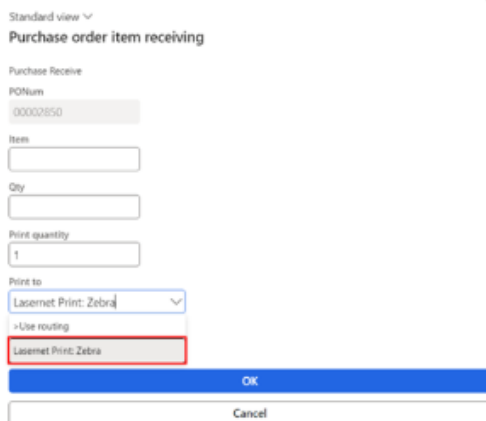 Standard view
Purchase order item receiving
Purchase Receive
PONum
00002850
Item
Qty
Print quantity
1
Print to
Lasernet Print: Zebra
>Use routing
Lasernet Print: Zebra
OK
Cancel